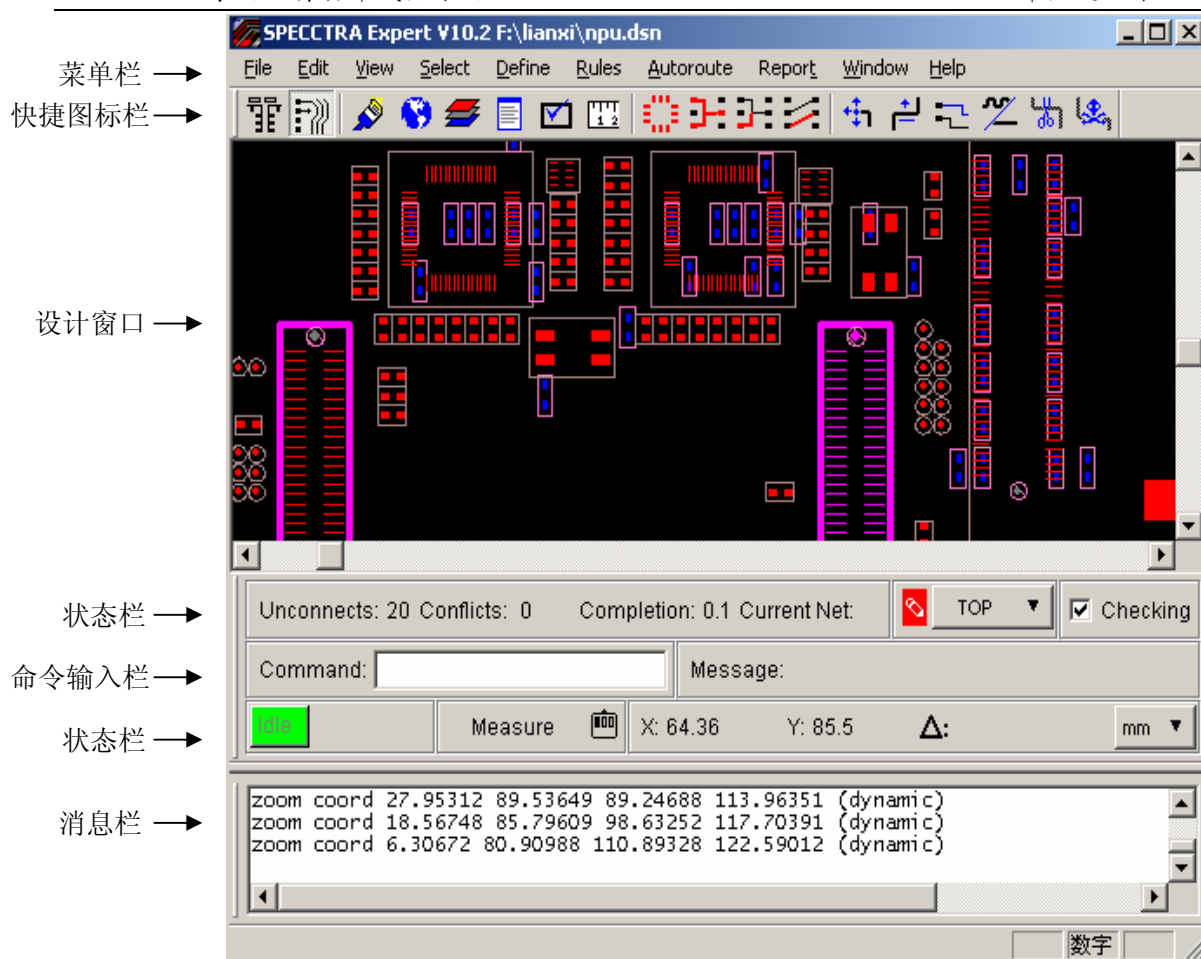 SPECCTRA Expert V10.2 F:\lianxi\npu.dsn
菜单栏
File Edit View Select Define Rules Autoroute Report Window Help
快捷图标栏
设计窗口
状态栏
Unconnects: 20 Conflicts: 0 Completion: 0.1 Current Net:
TOP
Checking
命令输入栏
Command:
Message:
状态栏
Idle
Measure
X: 64.36 Y: 85.5 Δ:
mm
消息栏
zoom coord 27.95312 89.53649 89.24688 113.96351 (dynamic)
zoom coord 18.56748 85.79609 98.63252 117.70391 (dynamic)
zoom coord 6.30672 80.90988 110.89328 122.59012 (dynamic)
数字